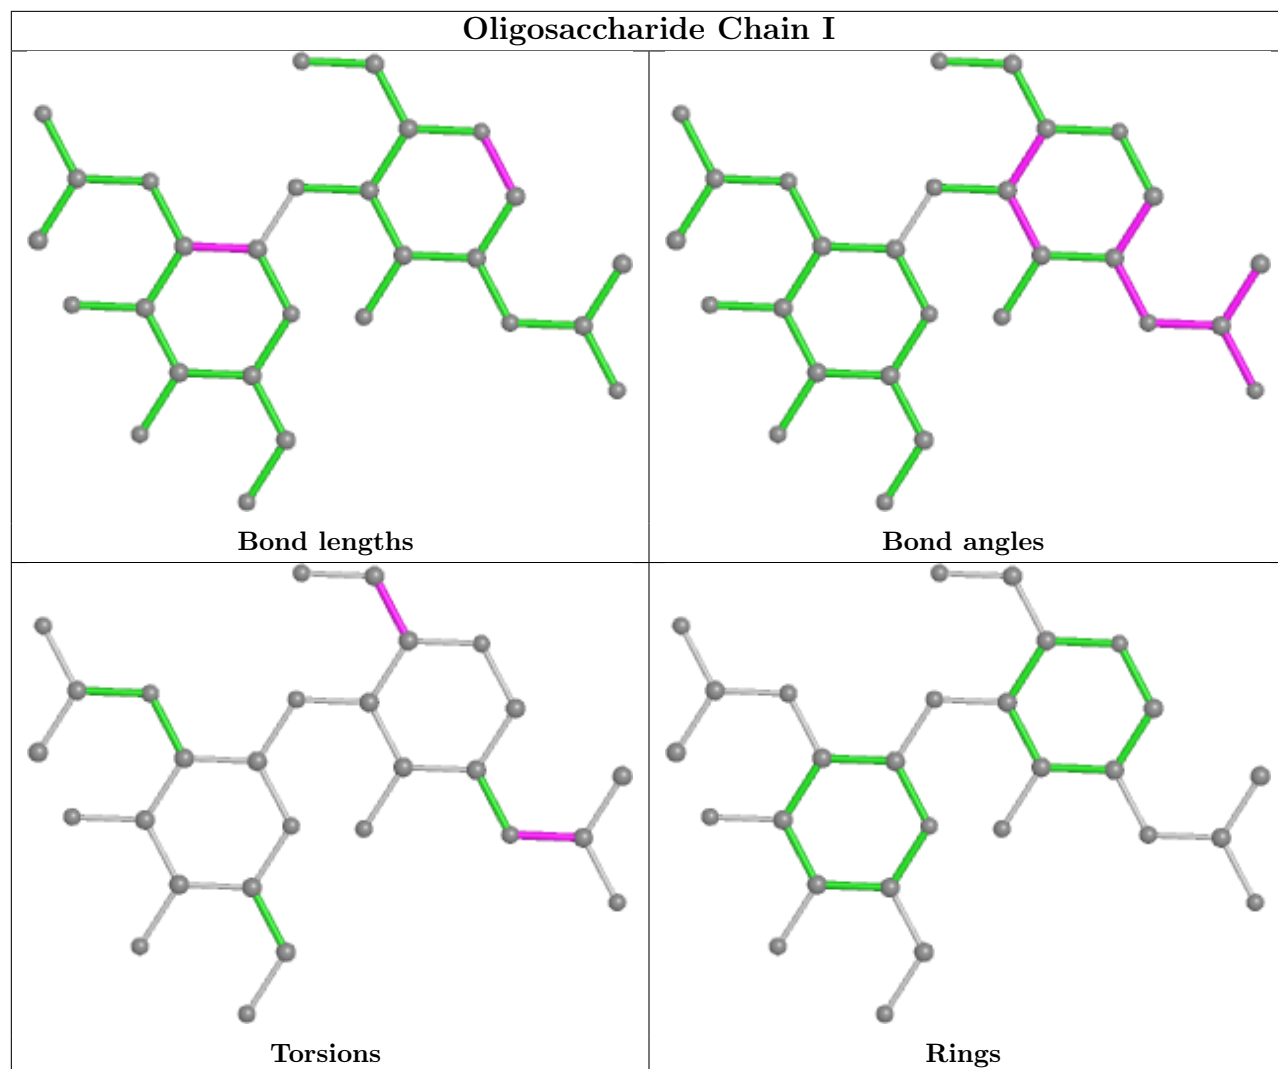 Oligosaccharide Chain I
Bond lengths
Bond angles
Torsions
Rings